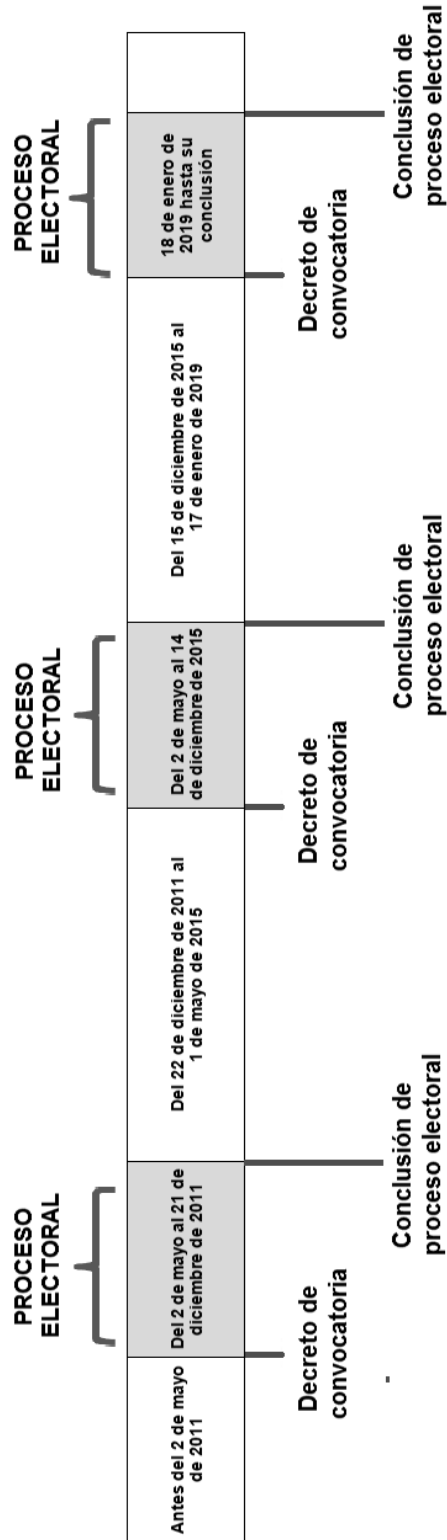 PROCESO
ELECTORAL
PROCESO
ELECTORAL
PROCESO
ELECTORAL
Antes del 2 de mayo
de 2011
Del 2 de mayo al 21 de
diciembre de 2011
Del 22 de diciembre de 2011 al
1 de mayo de 2015
Del 2 de mayo al 14
de diciembre de 2015
Del 15 de diciembre de 2015 al
17 de enero de 2019
18 de enero de
2019 hasta su
conclusión
Decreto de
convocatoria
Conclusión de
proceso electoral
Decreto de
convocatoria
Conclusión de
proceso electoral
Decreto de
convocatoria
Conclusión de
proceso electoral